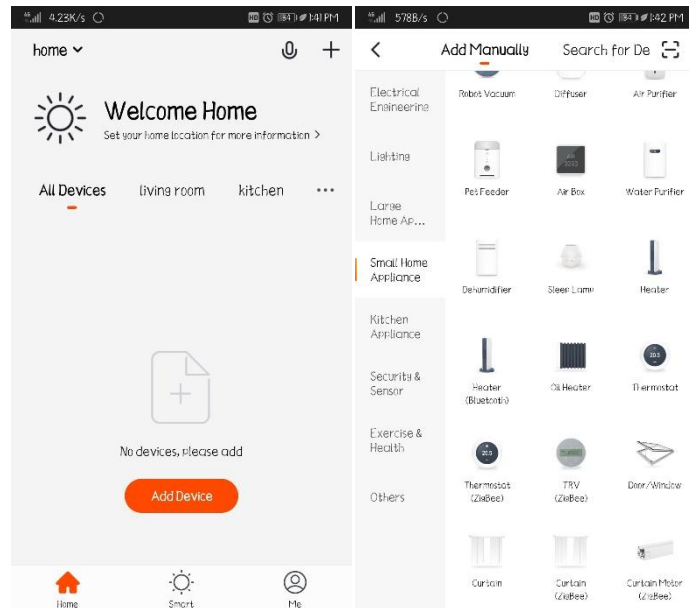 4.23K/s
HD 84 1:41 PM
home
Welcome Home
Set your home location for more information >
All Devices living room kitchen ...
No devices, please add
Add Device
Home Smart Me
578B/s
HD 84 1:42 PM
Add Manually Search for De
Electrical
Engineering
Lighting
Large
Home Ap...
Small Home
Appliance
Kitchen
Appliance
Security &
Sensor
Exercise &
Health
Others
Robot Vacuum Diffuser Air Purifier
Pet Feeder Air Box Water Purifier
Dehumidifier Sleep Lamp Heater
Heater
(Bluetooth)
Oil Heater
Thermostat
Thermostat
(ZigBee)
TRV
(ZigBee)
Door/Window
Curtain
Curtain
(ZigBee)
Curtain Motor
(ZigBee)